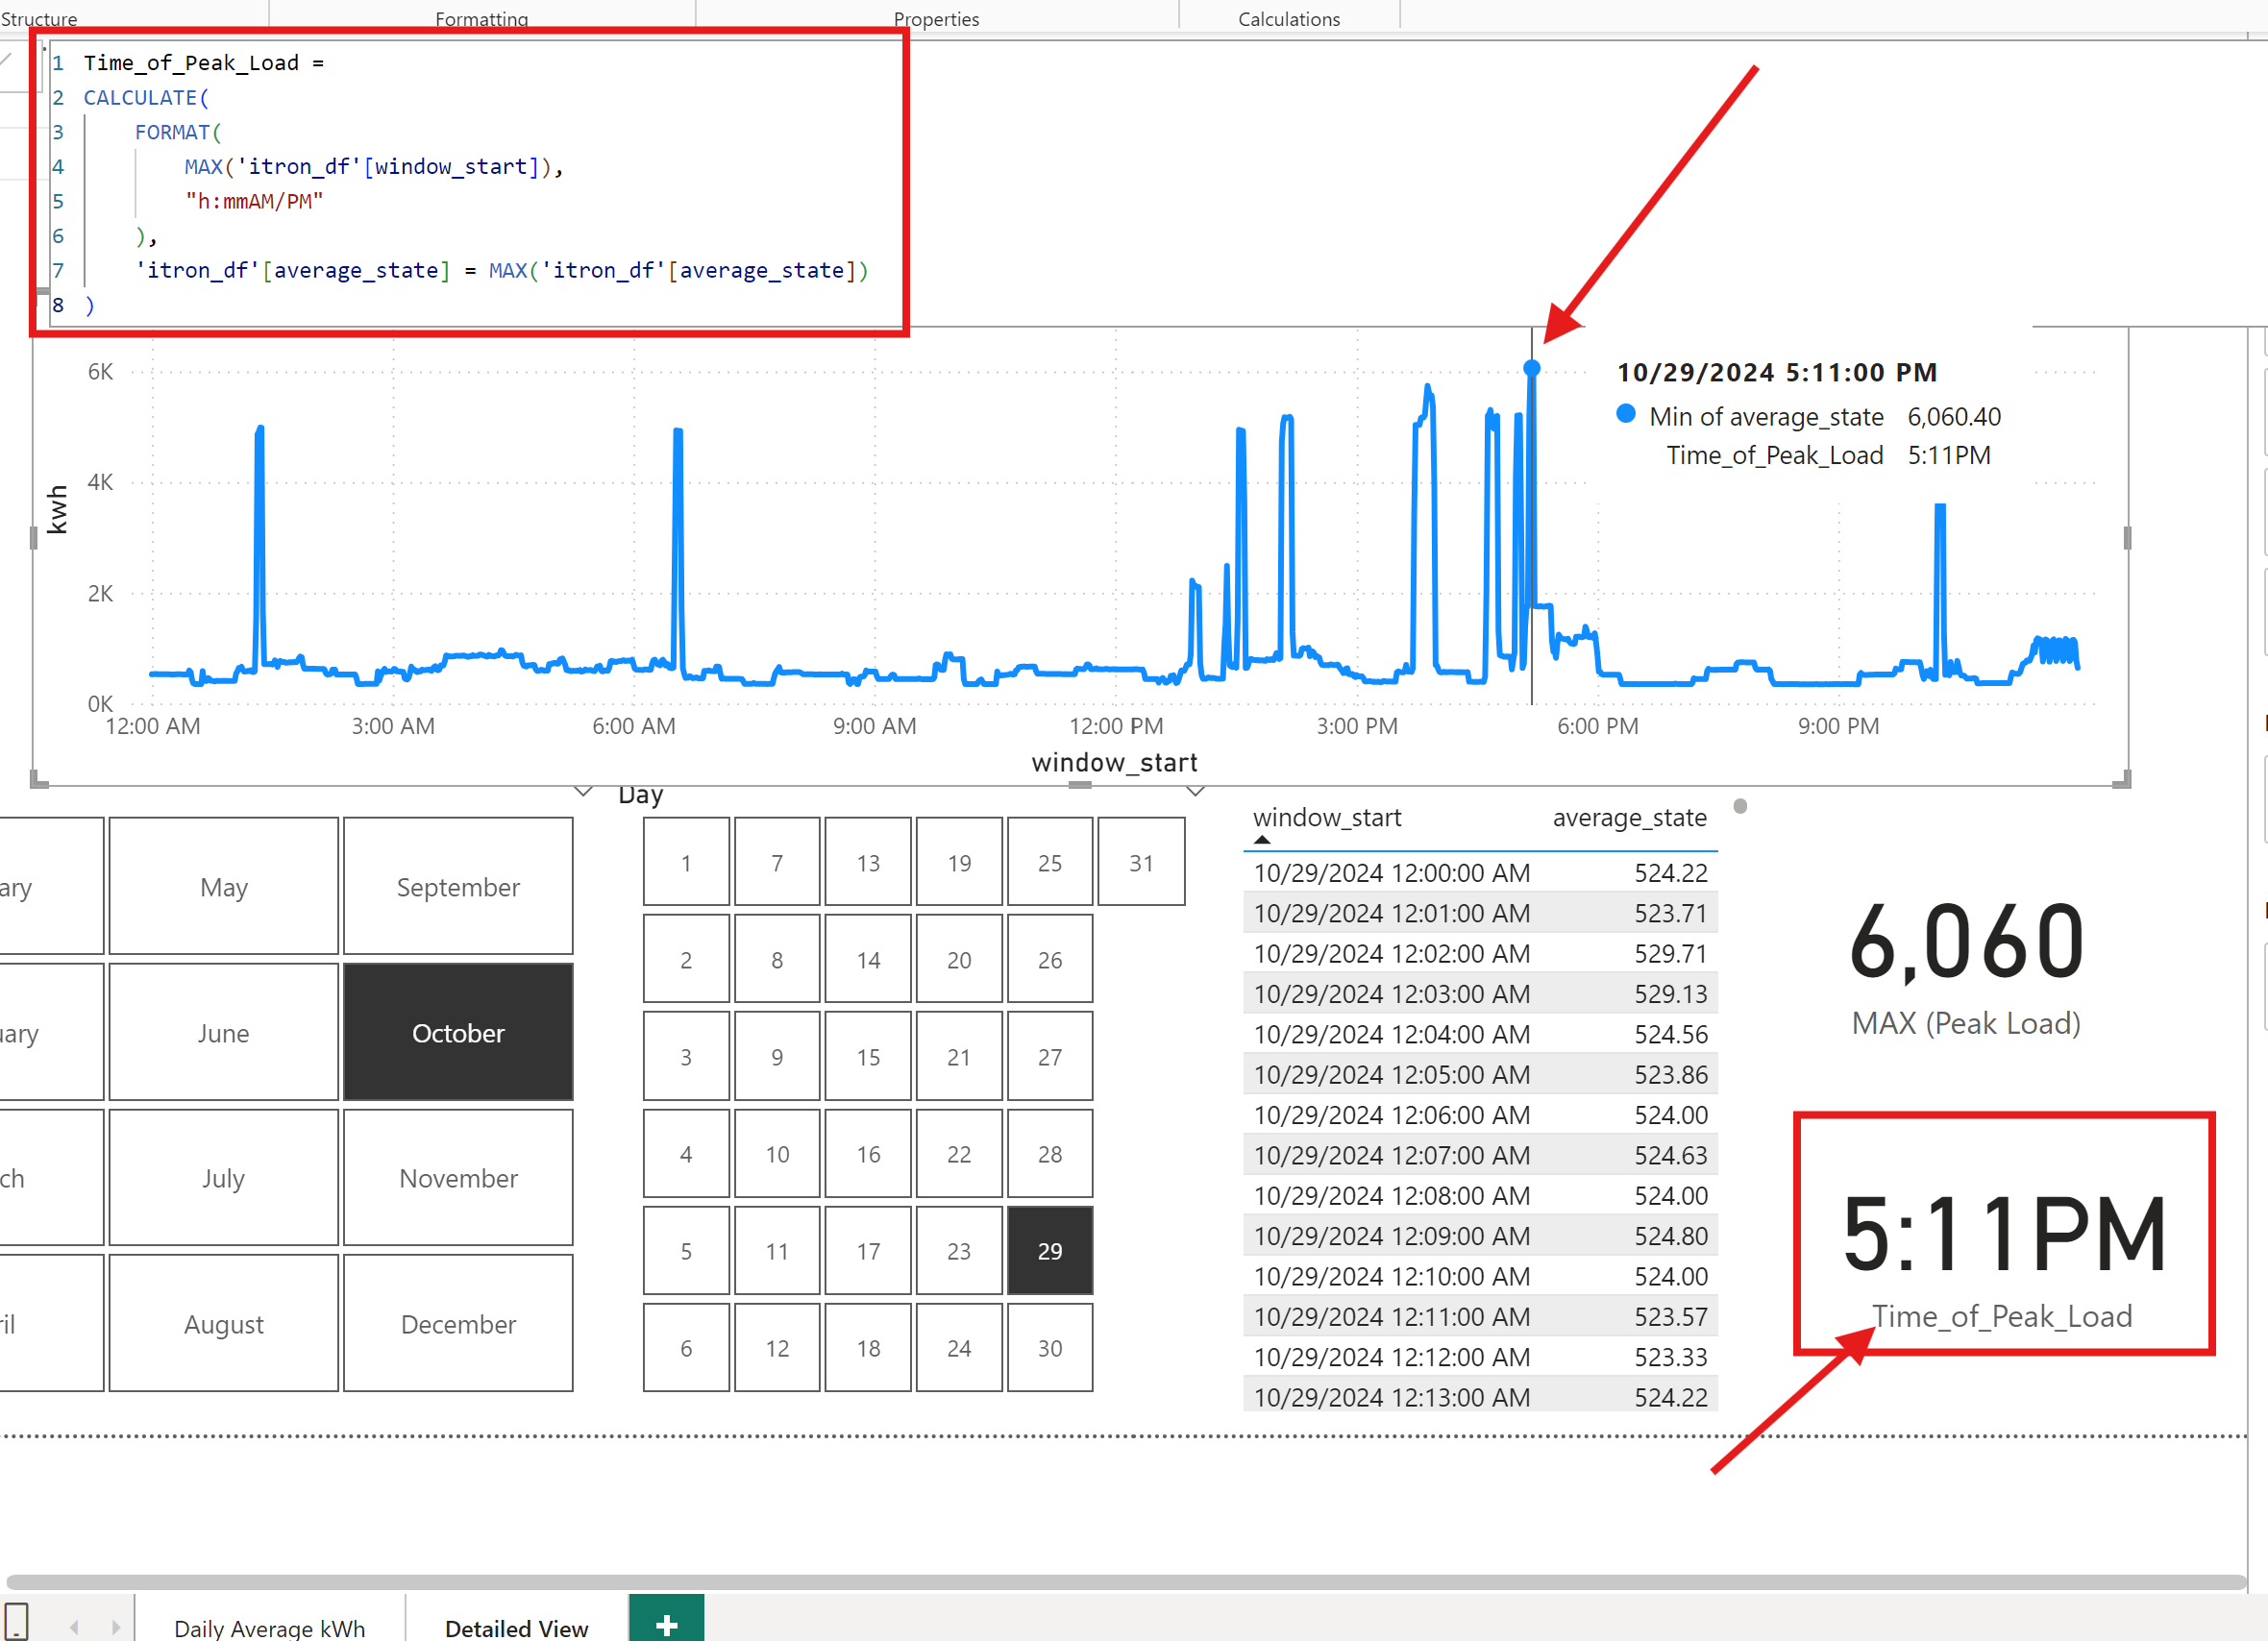 Structure
Formatting
Properties
Calculations
1 Time_of_Peak_Load =
2 CALCULATE(
3 FORMAT(
4 MAX('itron_df'[window_start]),
5 "h:mmAM/PM"
6 ),
7 'itron_df'[average_state] = MAX('itron_df'[average_state])
8 )
10/29/2024 5:11:00 PM
Min of average_state 6,060.40
Time_of_Peak_Load 5:11PM
kwh
6K
4K
2K
0K
12:00 AM 3:00 AM 6:00 AM 9:00 AM 12:00 PM 3:00 PM 6:00 PM 9:00 PM
window_start
ary May September
uary June October
ch July November
ril August December
Day
1 7 13 19 25 31
2 8 14 20 26
3 9 15 21 27
4 10 16 22 28
5 11 17 23 29
6 12 18 24 30
window_start average_state
10/29/2024 12:00:00 AM 524.22
10/29/2024 12:01:00 AM 523.71
10/29/2024 12:02:00 AM 529.71
10/29/2024 12:03:00 AM 529.13
10/29/2024 12:04:00 AM 524.56
10/29/2024 12:05:00 AM 523.86
10/29/2024 12:06:00 AM 524.00
10/29/2024 12:07:00 AM 524.63
10/29/2024 12:08:00 AM 524.00
10/29/2024 12:09:00 AM 524.80
10/29/2024 12:10:00 AM 524.00
10/29/2024 12:11:00 AM 523.57
10/29/2024 12:12:00 AM 523.33
10/29/2024 12:13:00 AM 524.22
6,060
MAX (Peak Load)
5:11PM
Time_of_Peak_Load
Daily Average kWh
Detailed View
+